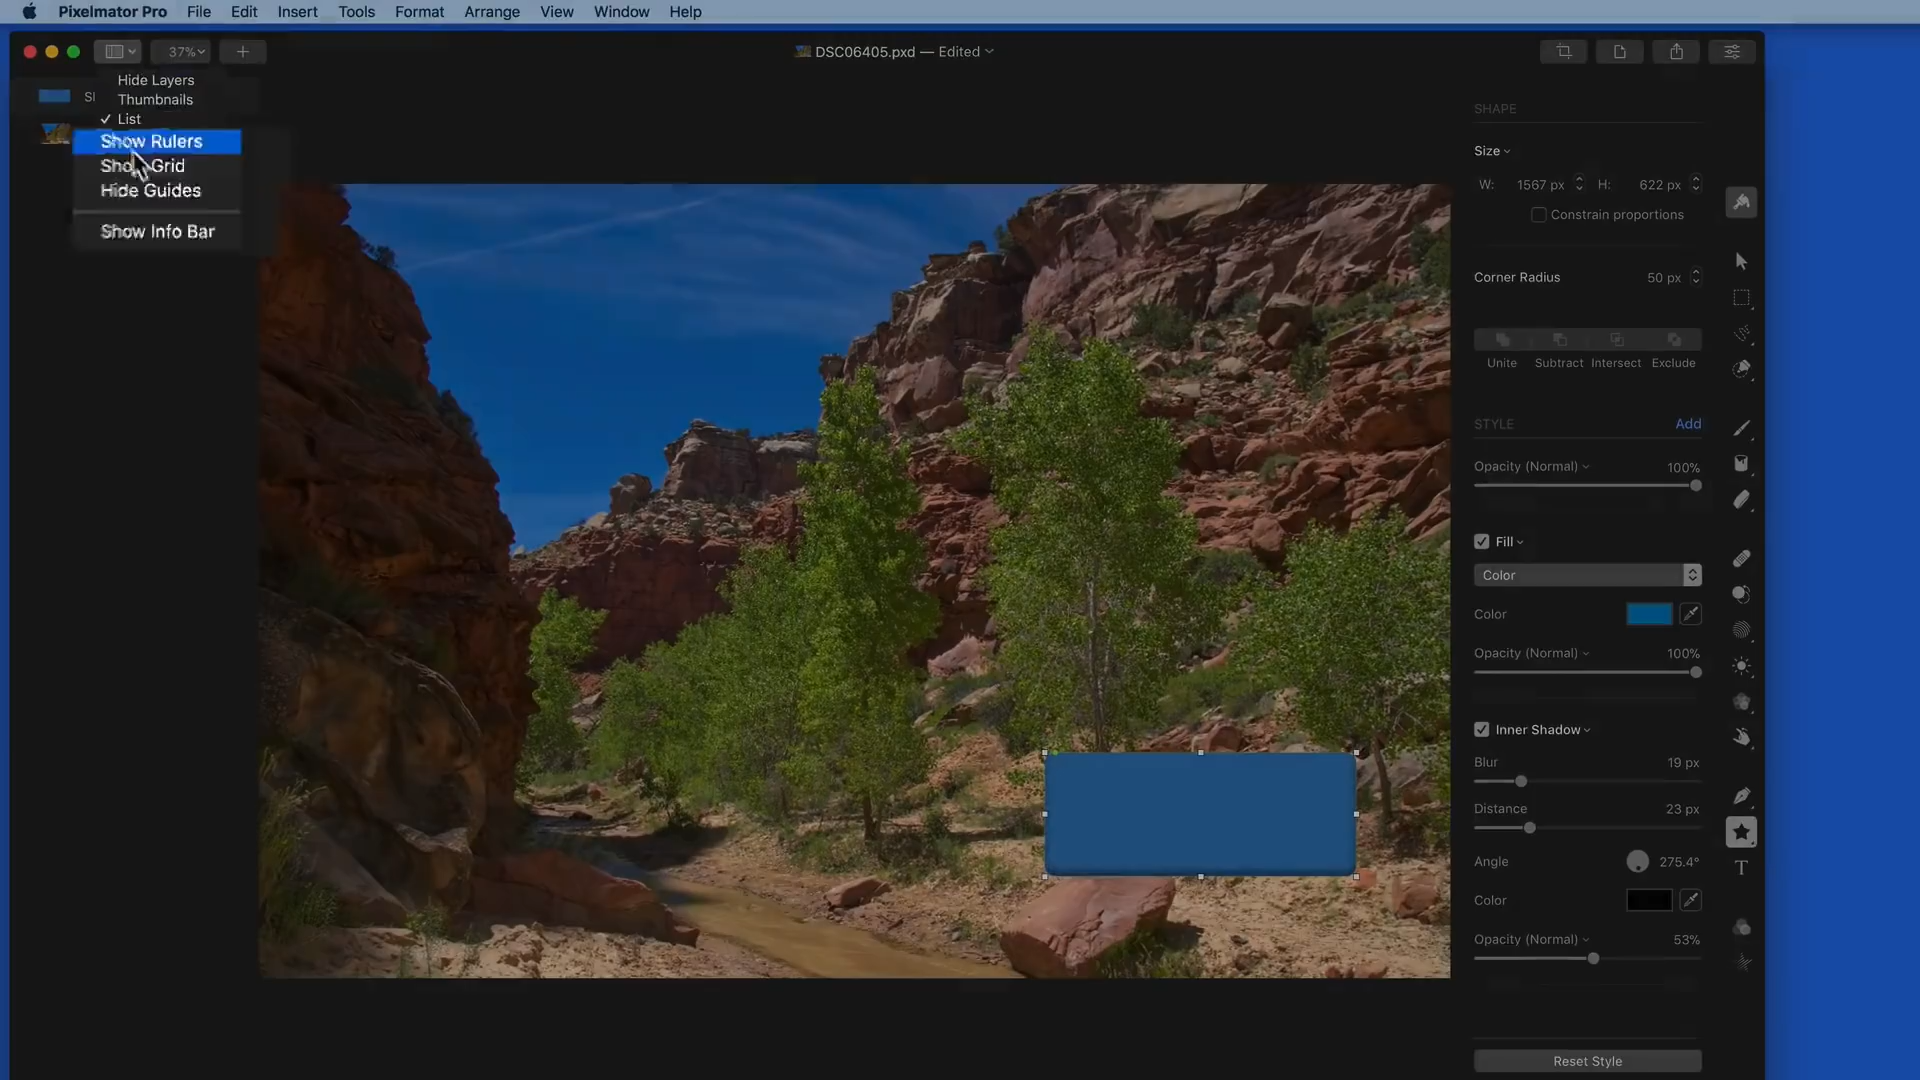 Pixelmator Pro File Edit Insert Tools Format Arrange View Window Help
37%
DSC06405.pxd — Edited
Hide Layers
Thumbnails
✓ List
Show Rulers
Show Grid
Hide Guides
Show Info Bar
SHAPE
Size
W: 1567 px H: 622 px
Constrain proportions
Corner Radius 50 px
Unite Subtract Intersect Exclude
STYLE Add
Opacity (Normal) 100%
Fill
Color
Color
Opacity (Normal) 100%
Inner Shadow
Blur 19 px
Distance 23 px
Angle 275.4°
Color
Opacity (Normal) 53%
Reset Style